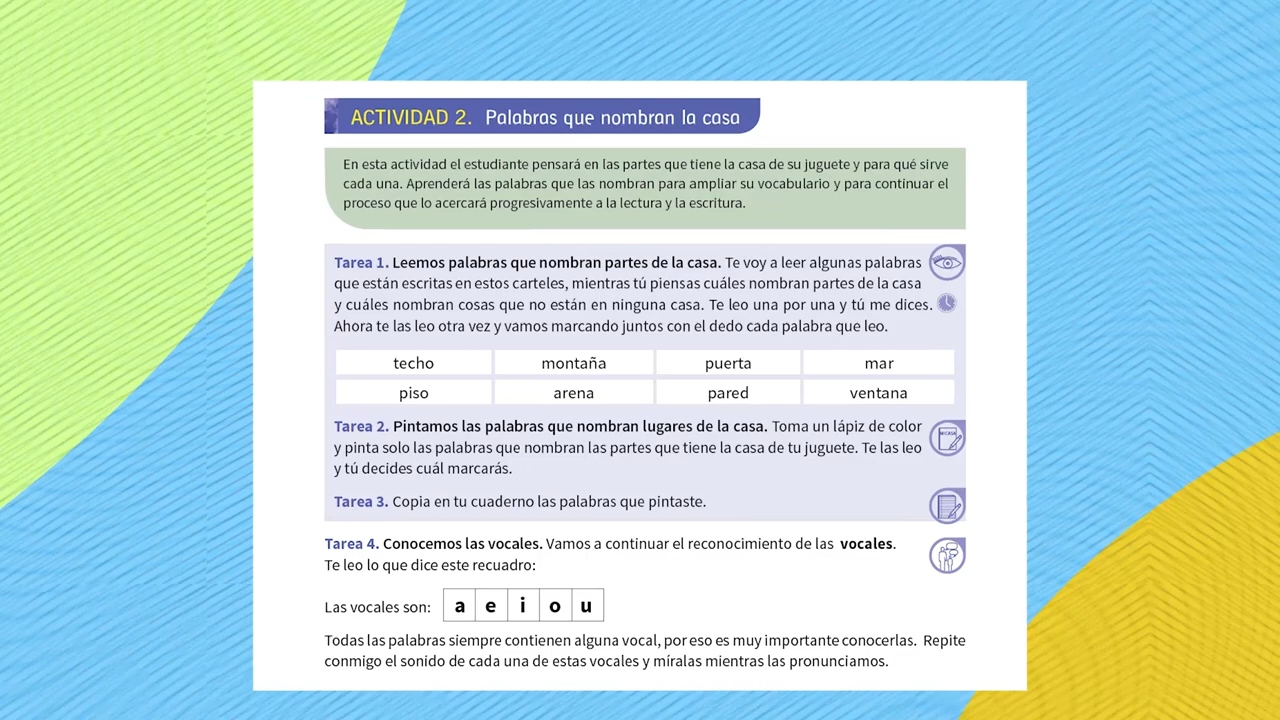 ACTIVIDAD 2. Palabras que nombran la casa
En esta actividad el estudiante pensará en las partes que tiene la casa de su juguete y para qué sirve
cada una. Aprenderá las palabras que las nombran para ampliar su vocabulario y para continuar el
proceso que lo acercará progresivamente a la lectura y la escritura.
Tarea 1. Leemos palabras que nombran partes de la casa. Te voy a leer algunas palabras
que están escritas en estos carteles, mientras tú piensas cuáles nombran partes de la casa
y cuáles nombran cosas que no están en ninguna casa. Te leo una por una y tú me dices.
Ahora te las leo otra vez y vamos marcando juntos con el dedo cada palabra que leo.
techo montaña puerta mar
piso arena pared ventana
Tarea 2. Pintamos las palabras que nombran lugares de la casa. Toma un lápiz de color
y pinta solo las palabras que nombran las partes que tiene la casa de tu juguete. Te las leo
y tú decides cuál marcarás.
Tarea 3. Copia en tu cuaderno las palabras que pintaste.
Tarea 4. Conocemos las vocales. Vamos a continuar el reconocimiento de las vocales.
Te leo lo que dice este recuadro:
Las vocales son: a e i o u
Todas las palabras siempre contienen alguna vocal, por eso es muy importante conocerlas. Repite
conmigo el sonido de cada una de estas vocales y míralas mientras las pronunciamos.